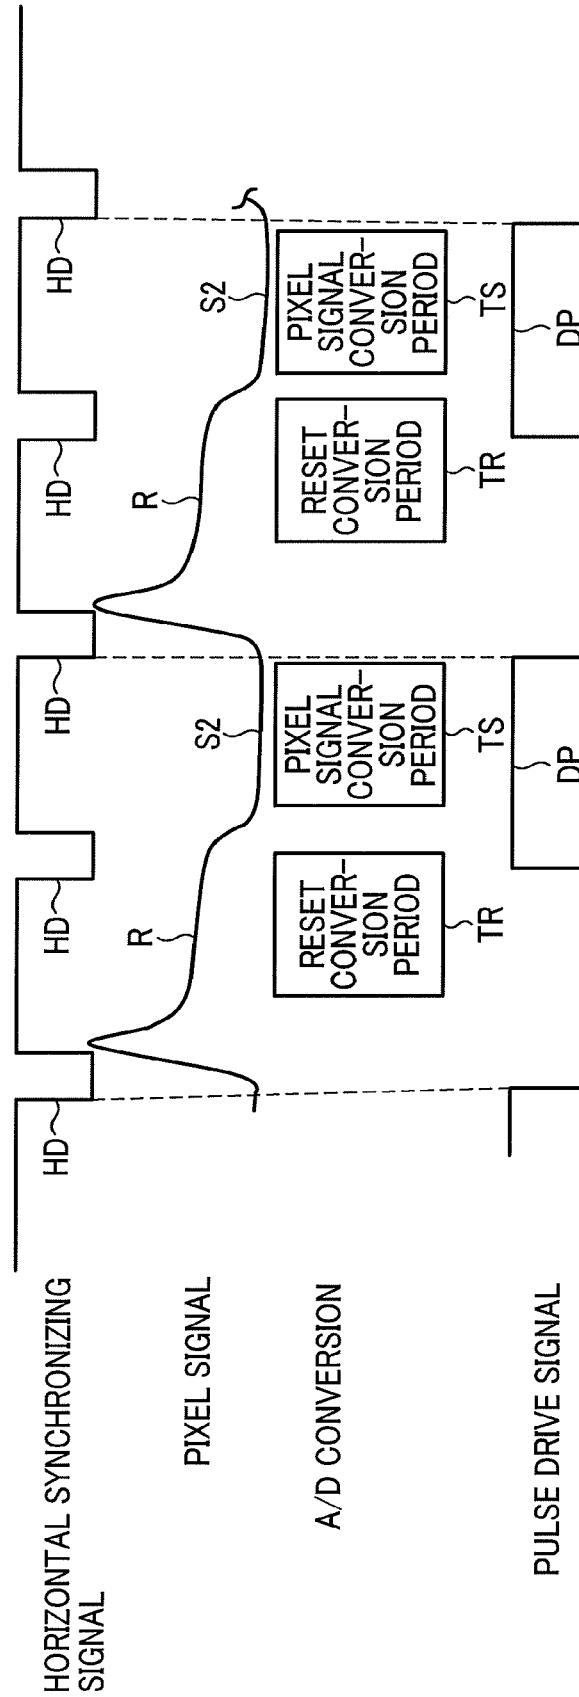 HORIZONTAL SYNCHRONIZING
SIGNAL
HD
HD
HD
HD
HD
PIXEL SIGNAL
R
S2
R
S2
A/D CONVERSION
RESET
CONVER-
SION
PERIOD
TR
PIXEL
SIGNAL
CONVER-
SION
PERIOD
TS
RESET
CONVER-
SION
PERIOD
TR
PIXEL
SIGNAL
CONVER-
SION
PERIOD
TS
PULSE DRIVE SIGNAL
DP
DP